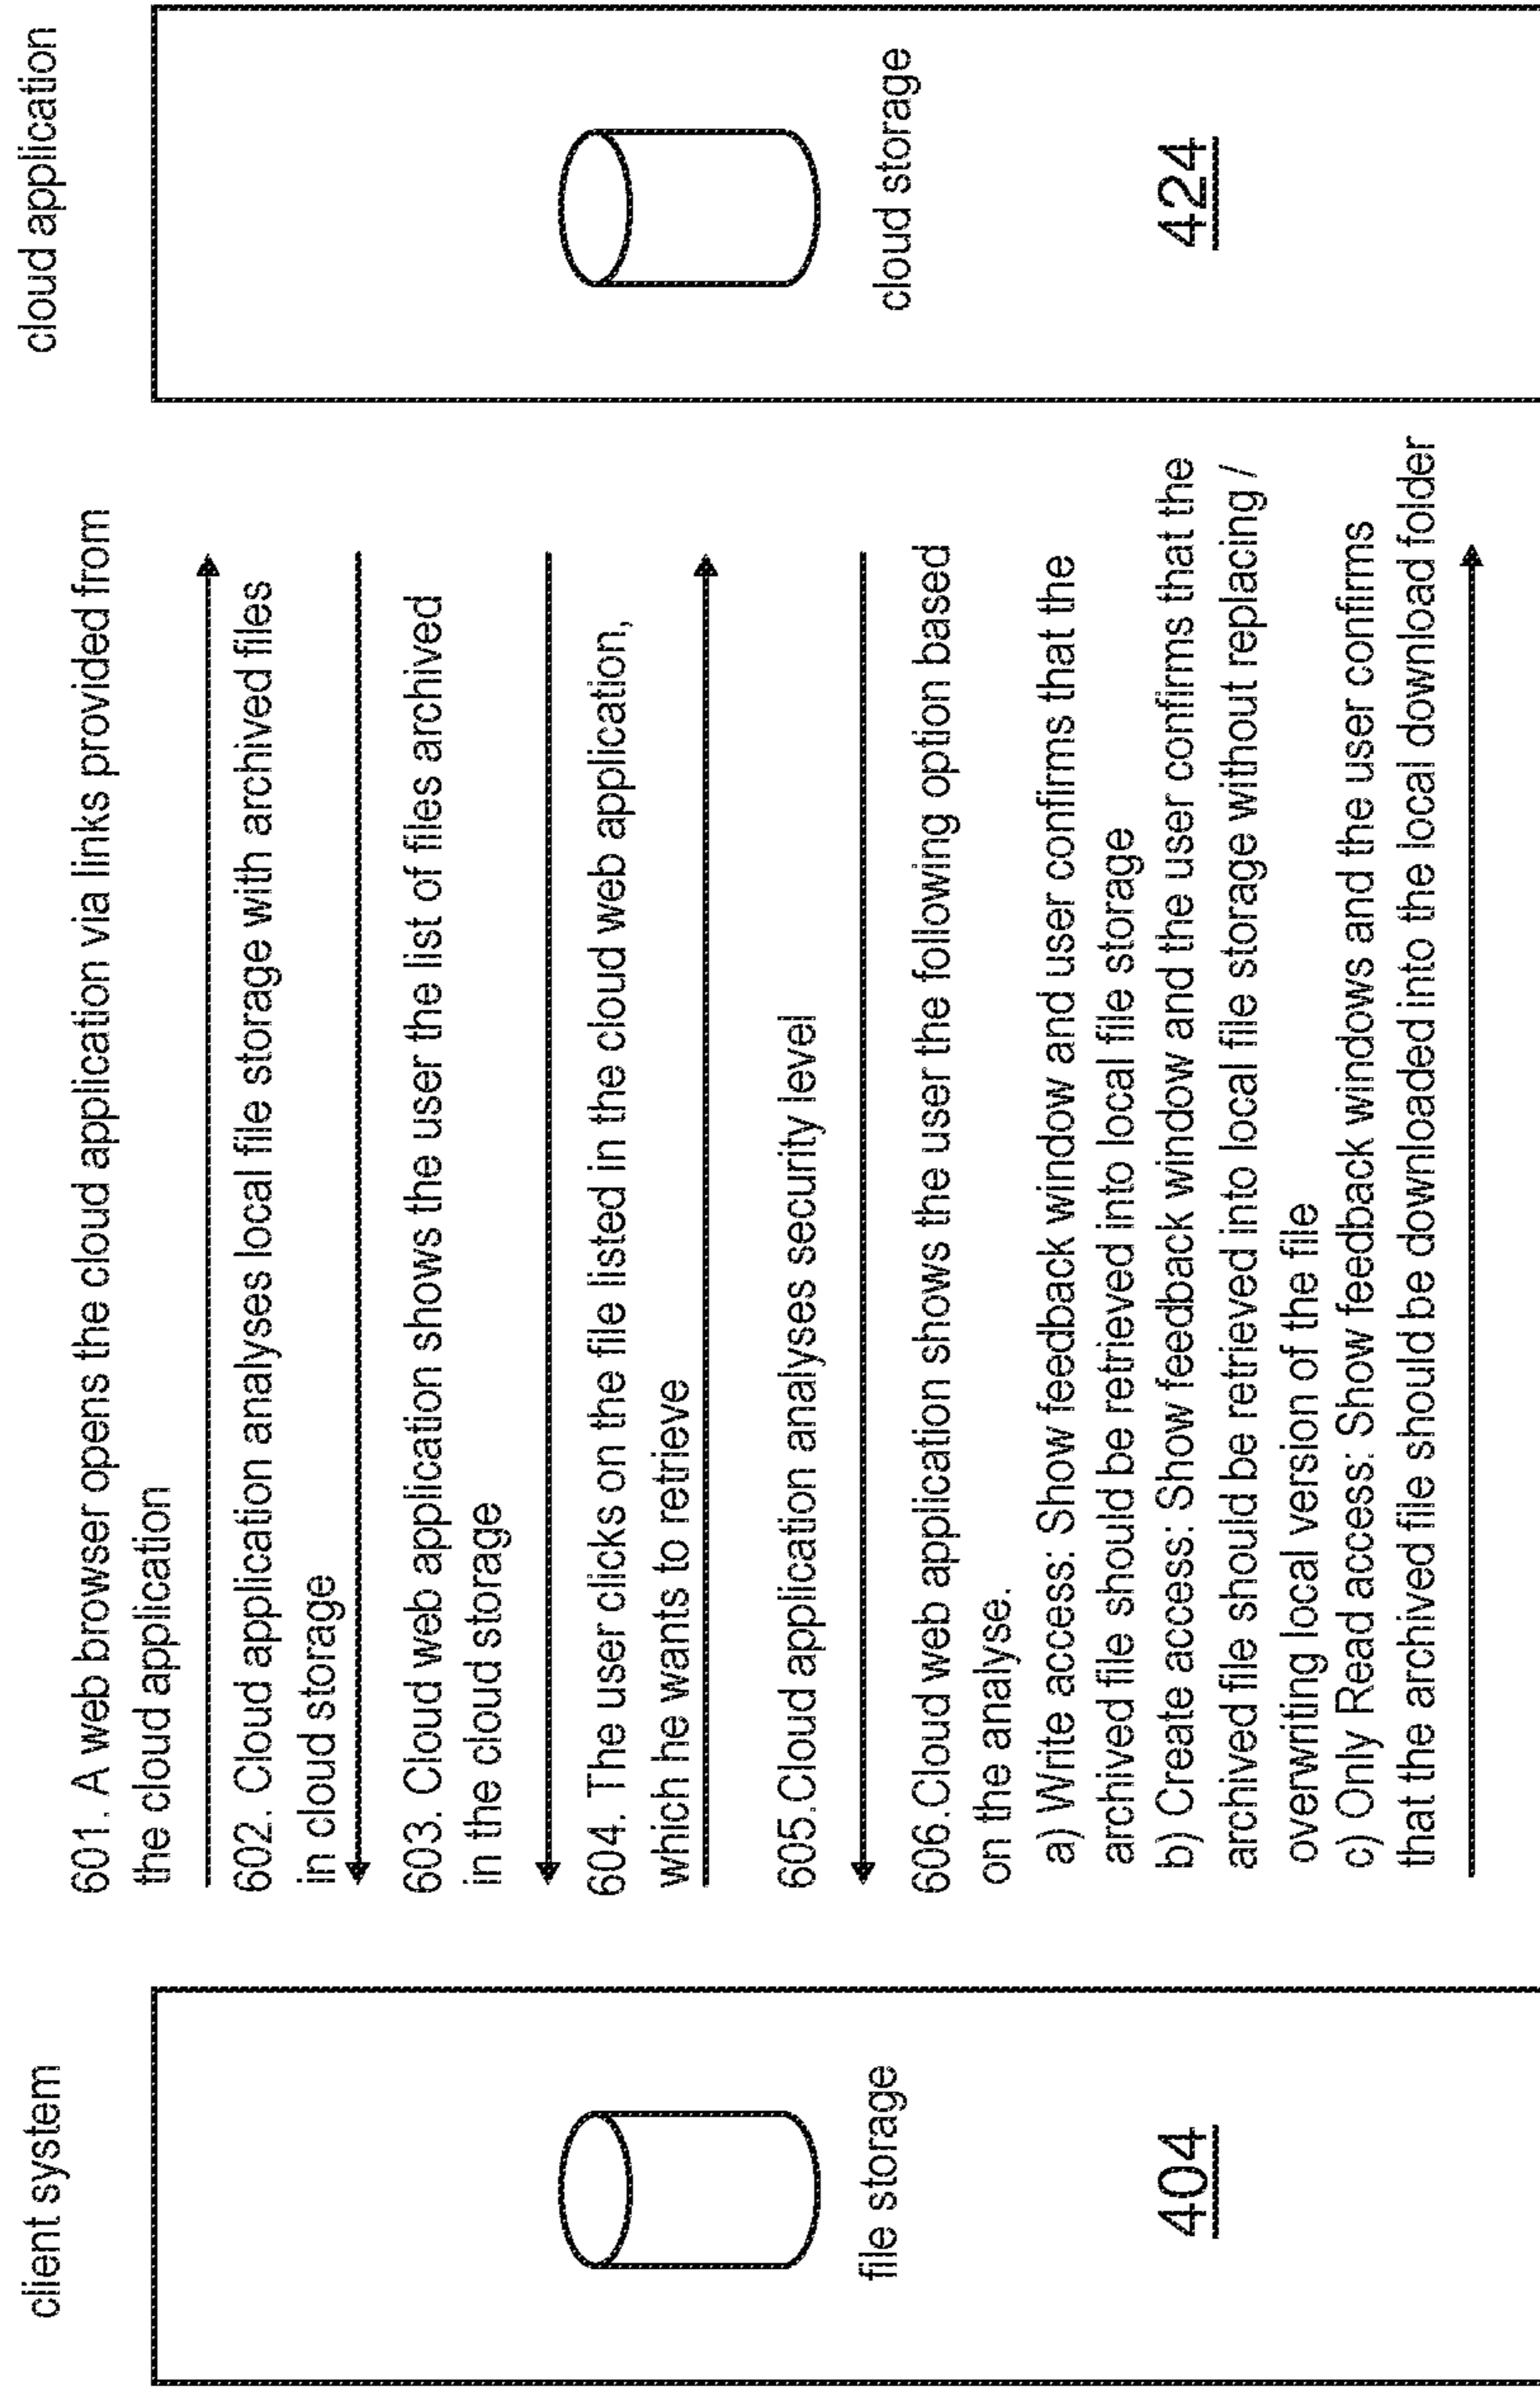 client system
cloud application
601. A web browser opens the cloud application via links provided from
the cloud application
602. Cloud application analyses local file storage with archived files
in cloud storage
603. Cloud web application shows the user the list of files archived
in the cloud storage
604. The user clicks on the file listed in the cloud web application,
which he wants to retrieve
605.Cloud application analyses security level
606.Cloud web application shows the user the following option based
on the analyse.
a) Write access: Show feedback window and user confirms that the
archived file should be retrieved into local file storage
b) Create access: Show feedback window and the user confirms that the
archived file should be retrieved into local file storage without replacing /
overwriting local version of the file
c) Only Read access: Show feedback windows and the user confirms
that the archived file should be downloaded into the local download folder
file storage
404
cloud storage
424